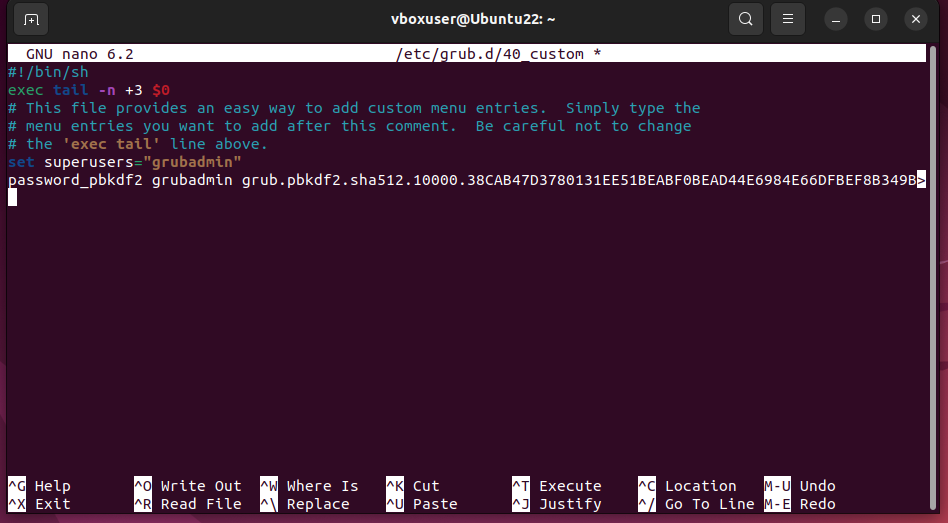 vboxuser@Ubuntu22: ~
GNU nano 6.2 /etc/grub.d/40_custom *
#!/bin/sh
exec tail -n +3 $0
# This file provides an easy way to add custom menu entries.  Simply type the
# menu entries you want to add after this comment.  Be careful not to change
# the 'exec tail' line above.
set superusers="grubadmin"
password_pbkdf2 grubadmin grub.pbkdf2.sha512.10000.38CAB47D3780131EE51BEABF0BEAD44E6984E66DFBEF8B349B>
^G Help ^O Write Out ^W Where Is ^K Cut ^T Execute ^C Location M-U Undo
^X Exit ^R Read File ^\ Replace ^U Paste ^J Justify ^/ Go To Line M-E Redo